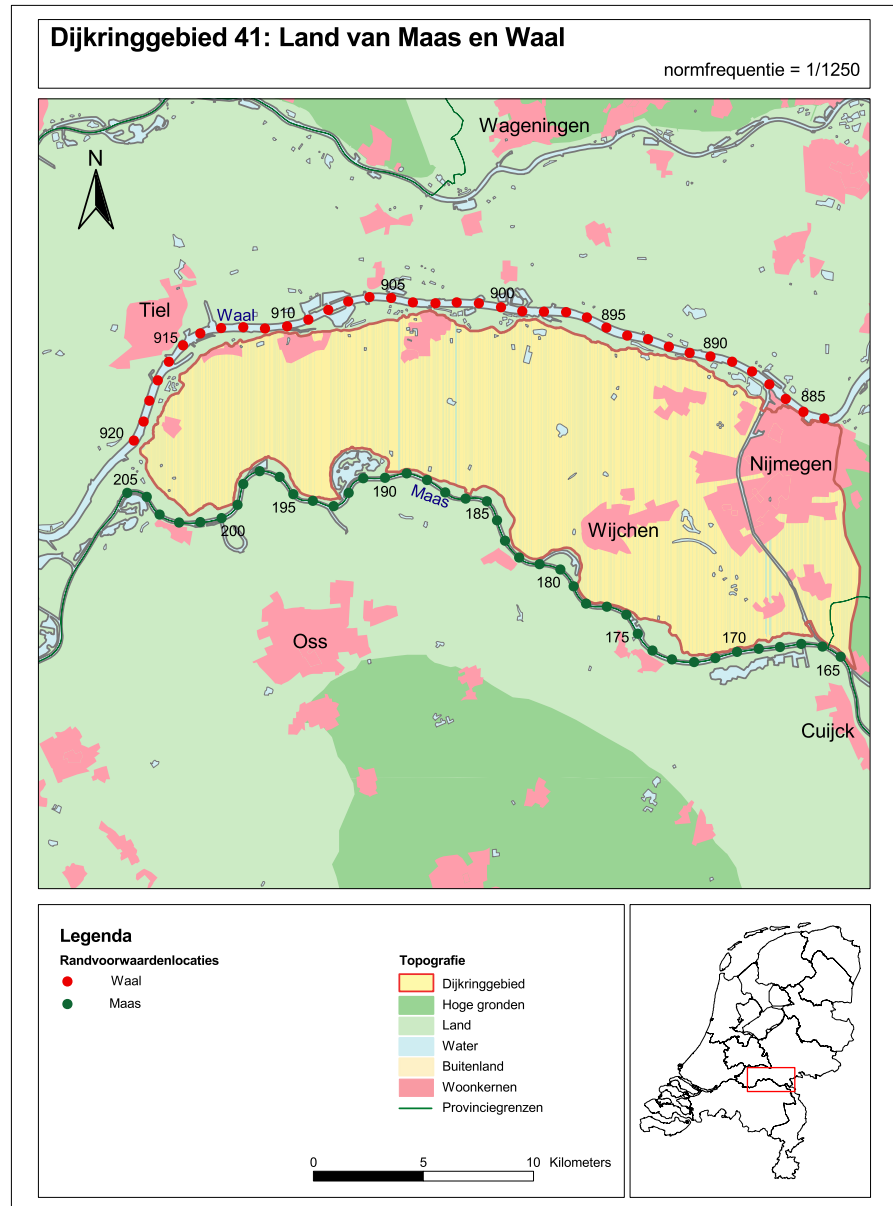 Dijkringgebied 41: Land van Maas en Waal
normfrequentie = 1/1250
Wageningen
N
905
900
Tiel
Waal
910
895
915
890
885
920
Nijmegen
205
190
Maas
195
185
200
Wijchen
180
175
170
Oss
165
Cuijck
Legenda
Randvoorwaardenlocaties
Waal
Maas
Topografie
Dijkringgebied
Hoge gronden
Land
Water
Buitenland
Woonkernen
Provinciegrenzen
0 5 10 Kilometers